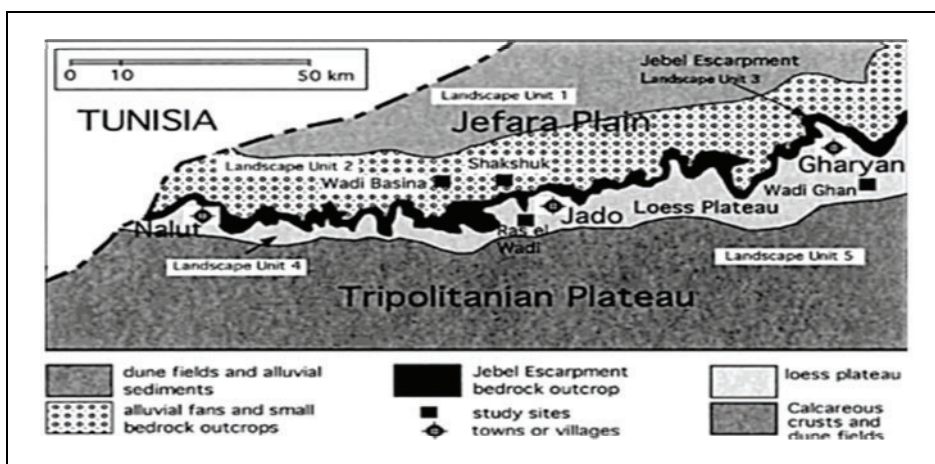 0 10 50 km
Jebel Escarpment
Landscape Unit 3
Landscape Unit 1
TUNISIA
Jefara Plain
Landscape Unit 2
Shakshuk
Gharyan
Wadi Basina
Wadi Ghan
Jado
Loess Plateau
Nalut
Ras el
Wadi
Landscape Unit 4
Landscape Unit 5
Tripolitanian Plateau
dune fields and alluvial
sediments
Jebel Escarpment
bedrock outcrop
loess plateau
alluvial fans and small
bedrock outcrops
study sites
towns or villages
Calcareous
crusts and
dune fields